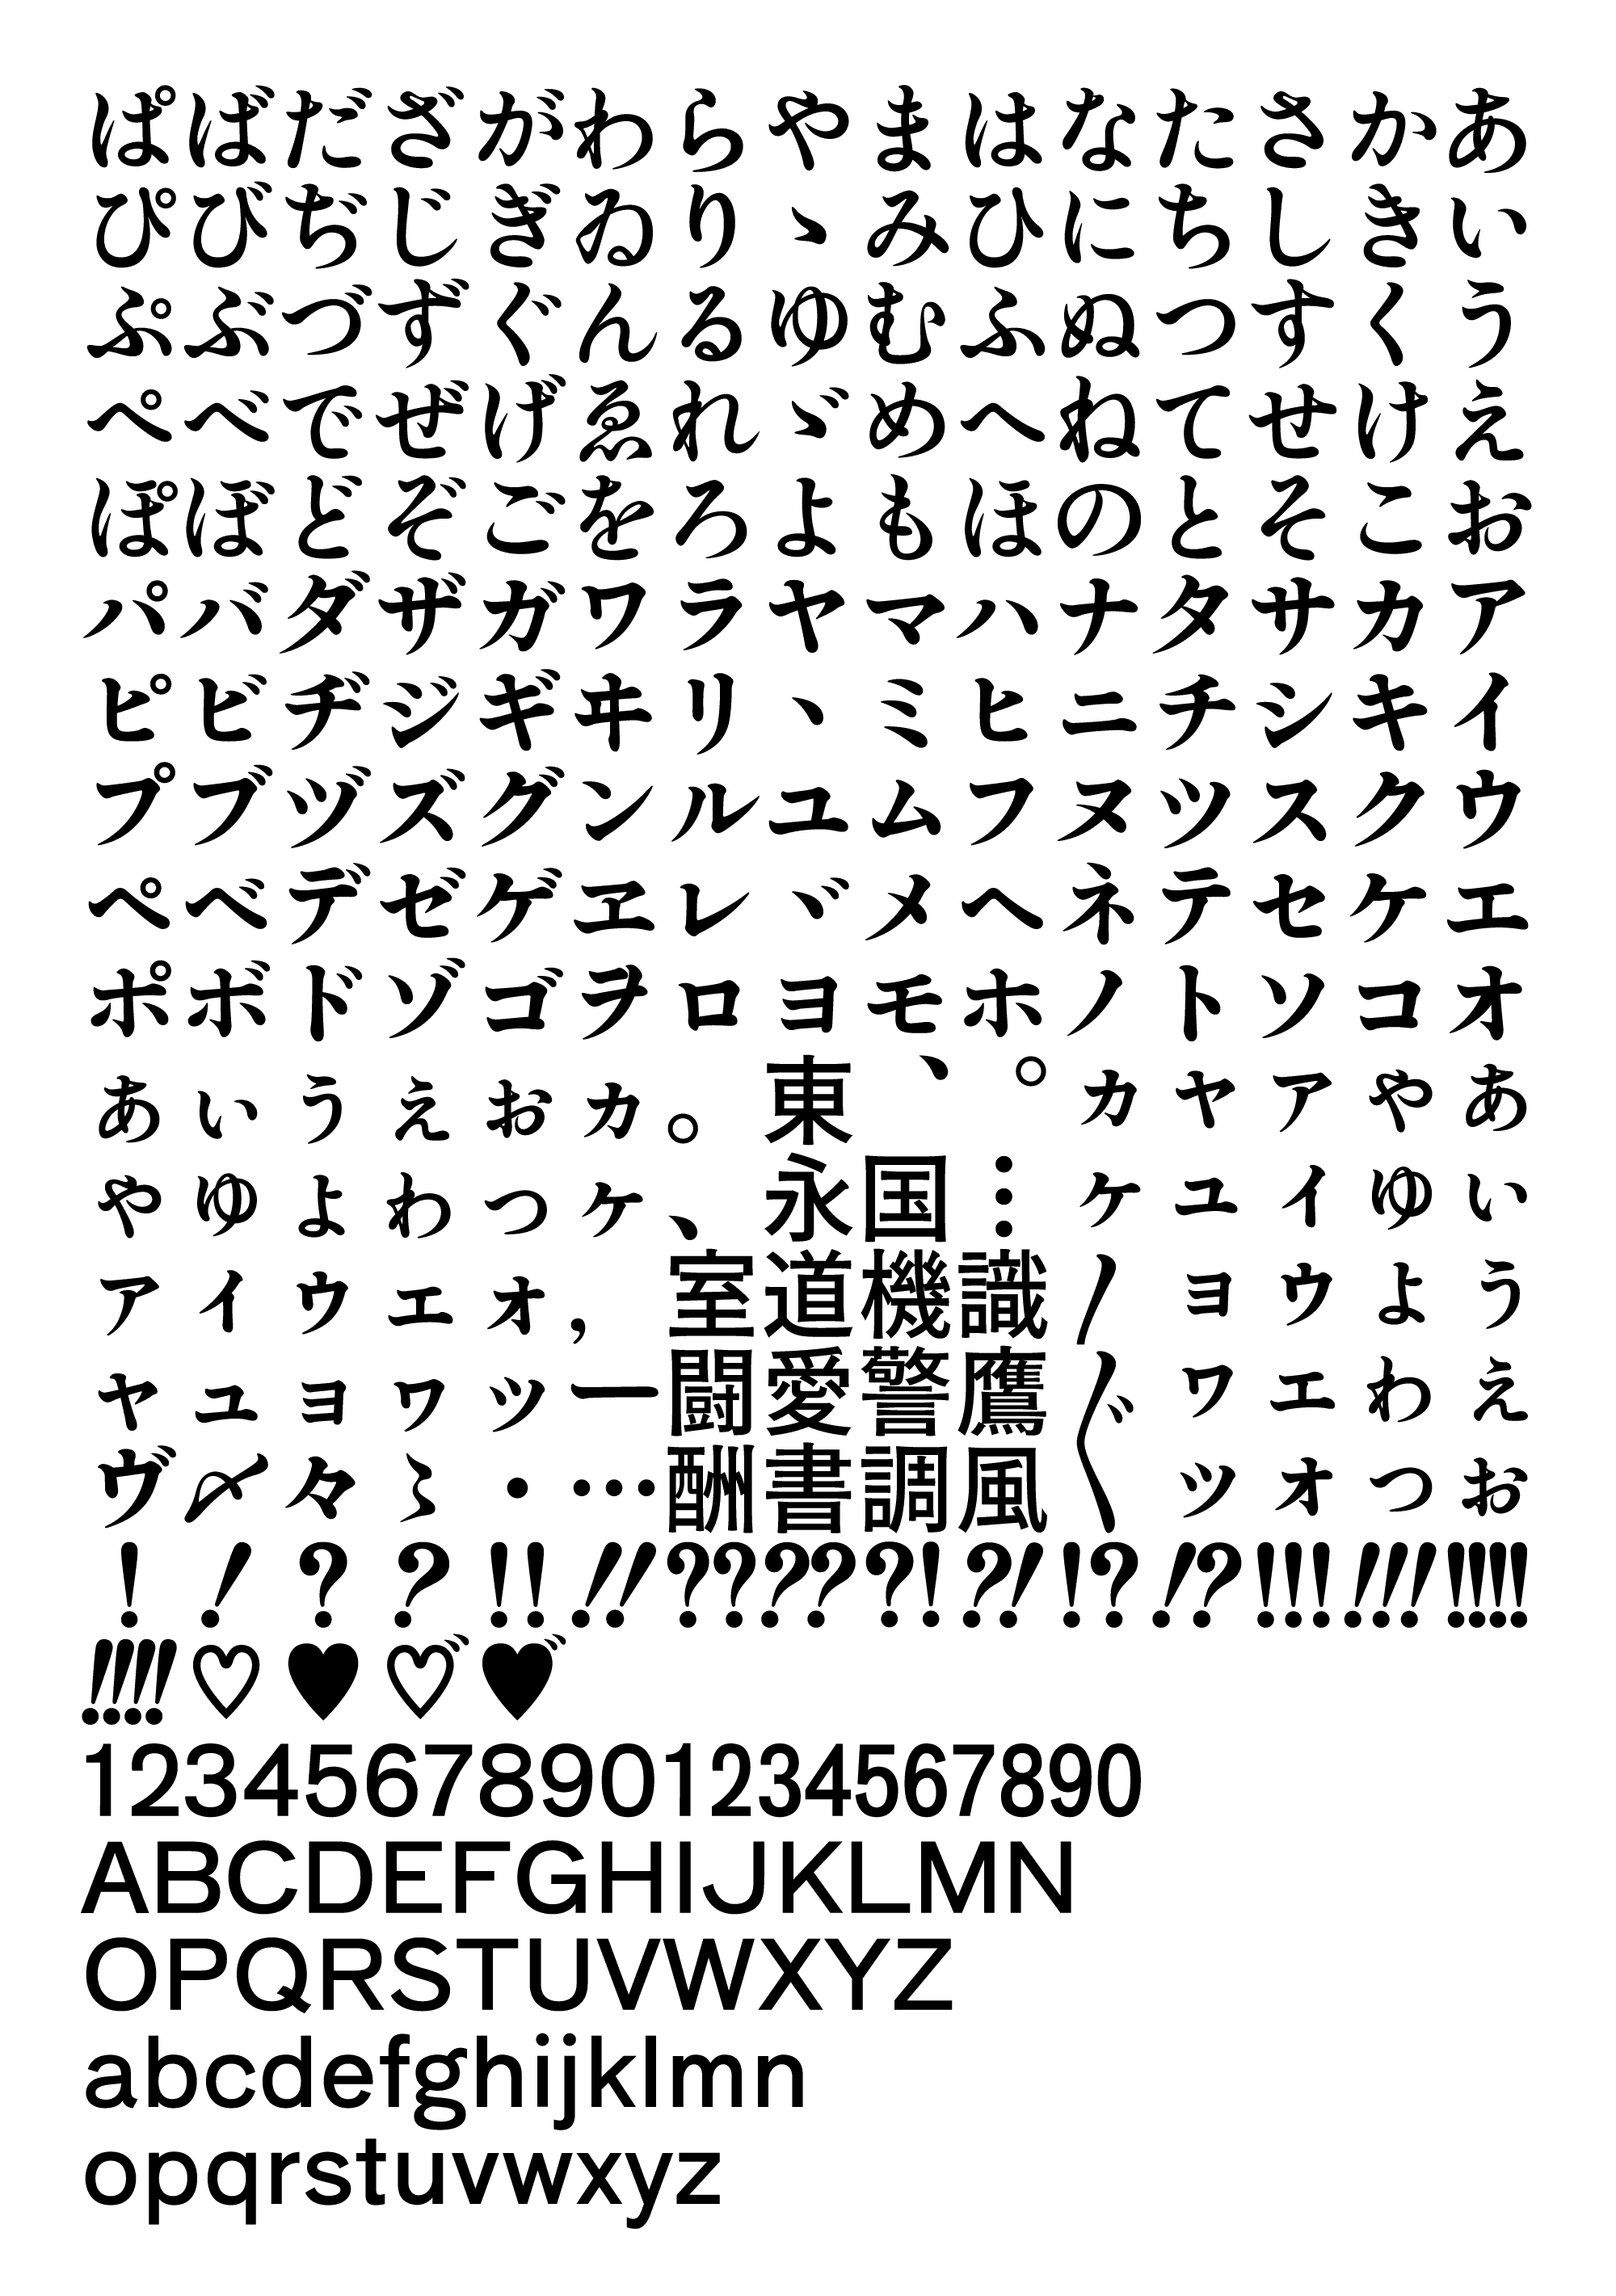 ぱばだざがわらやまはなたさかあ
ぴびぢじぎゐりゝみひにちしきい
ぷぶづずぐんるゆむふぬつすくう
ぺべでぜげゑれゞめへねてせけえ
ぽぼどぞごをろよもほのとそこお
パバダザガワラヤマハナタサカア
ピビヂジギヰリヽミヒニチシキイ
プブヅズグンルユムフヌツスクウ
ペベデゼゲヱレヾメヘネテセケエ
ポボドゾゴヲロヨモホノトソコオ
ぁぃぅぇぉヵ。東、。ヵャァゃぁ
ゃゅょゎっヶ、永国︙ヶュィゅぃ
ァィゥェォ，室道機識〳ョゥょぅ
ャュョヮッー闘愛警鷹〴ヮェゎぇ
ヴ〆々〻・…酬書調風〵ッォっぉ
!!??!!!!?????!?!!?!?!!!!!!!!!!
!!!!♡♥♡゛♥゛
12345678901234567890
ABCDEFGHIJKLMN
OPQRSTUVWXYZ
abcdefghijklmn
opqrstuvwxyz